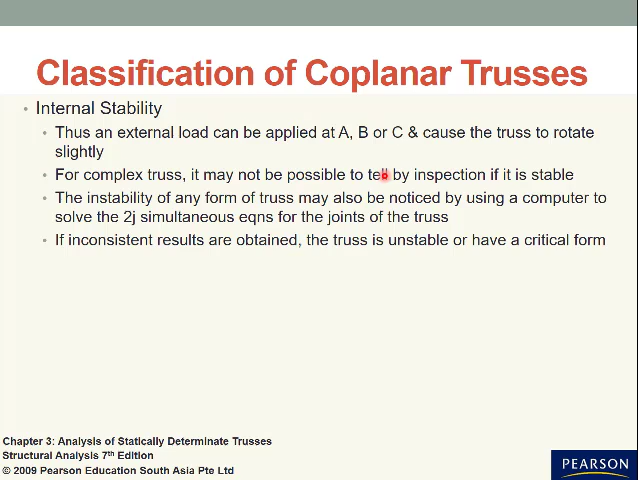 Classification of Coplanar Trusses
• Internal Stability
• Thus an external load can be applied at A, B or C & cause the truss to rotate
slightly
• For complex truss, it may not be possible to tell by inspection if it is stable
• The instability of any form of truss may also be noticed by using a computer to
solve the 2j simultaneous eqns for the joints of the truss
• If inconsistent results are obtained, the truss is unstable or have a critical form
Chapter 3: Analysis of Statically Determinate Trusses
Structural Analysis 7th Edition
© 2009 Pearson Education South Asia Pte Ltd
PEARSON